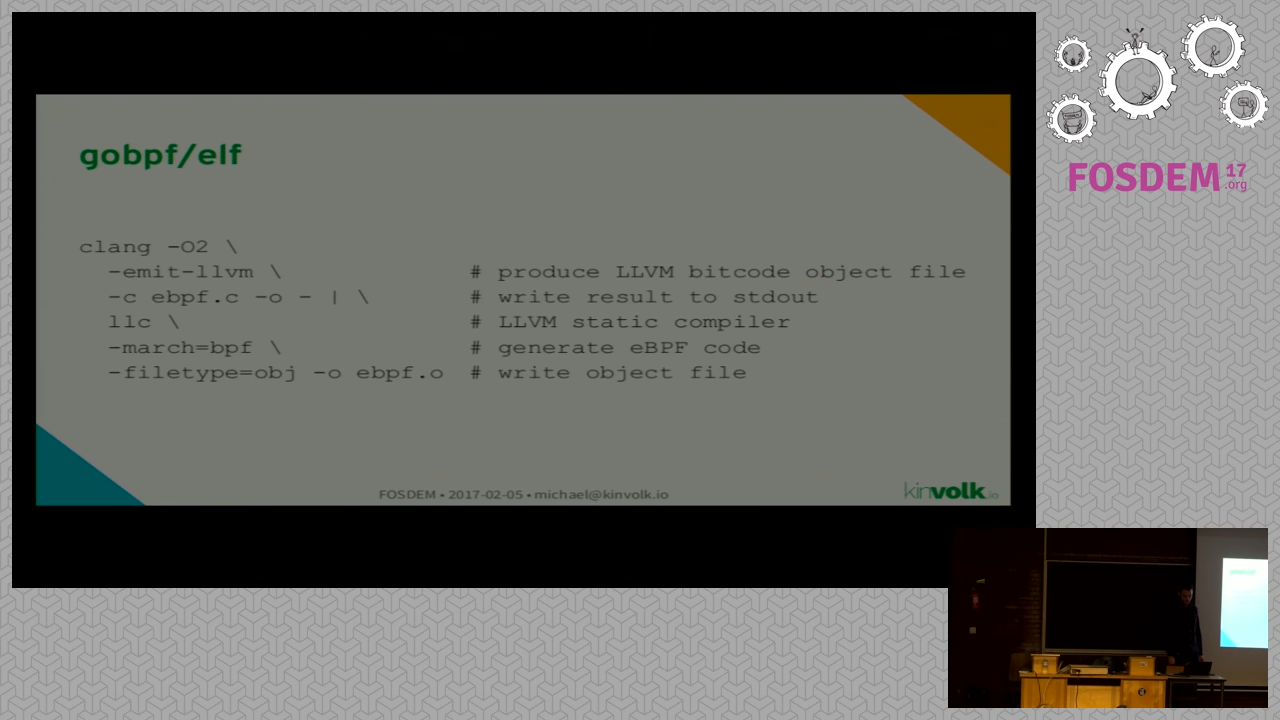 gobpf/elf
clang -O2 \
-emit-llvm \ # produce LLVM bitcode object file
-c ebpf.c -o - | \ # write result to stdout
llc \ # LLVM static compiler
-march=bpf \ # generate eBPF code
-filetype=obj -o ebpf.o # write object file
FOSDEM • 2017-02-05 • michael@kinvolk.io
kinvolk.io
FOSDEM 17
.org